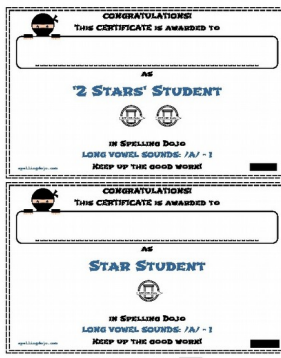 CONGRATULATIONS!
THIS CERTIFICATE IS AWARDED TO
AS
'2 STARS' STUDENT
IN SPELLING DOJO
LONG VOWEL SOUNDS: /A/ - 1
KEEP UP THE GOOD WORK!
spellingdojo.com
CONGRATULATIONS!
THIS CERTIFICATE IS AWARDED TO
AS
STAR STUDENT
IN SPELLING DOJO
LONG VOWEL SOUNDS: /A/ - 1
KEEP UP THE GOOD WORK!
spellingdojo.com